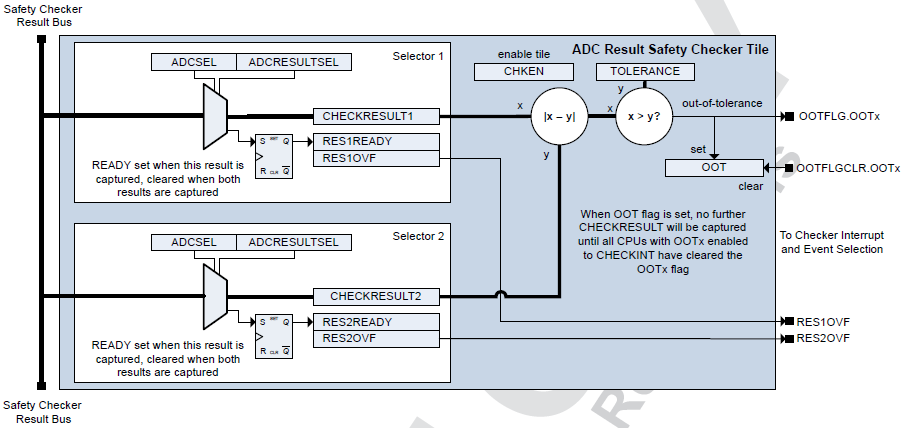 Safety Checker
Result Bus
ADC Result Safety Checker Tile
Selector 1
ADCSEL
ADCRESULTSEL
enable tile
CHKEN
TOLERANCE
y
x
|x – y|
x
x > y?
out-of-tolerance
OOTFLG.OOTx
CHECKRESULT1
S
SET
Q
R
CLR
Q
RES1READY
RES1OVF
y
set
OOT
OOTFLGCLR.OOTx
clear
READY set when this result is
captured, cleared when both
results are captured
When OOT flag is set, no further
CHECKRESULT will be captured
until all CPUs with OOTx enabled
to CHECKINT have cleared the
OOTx flag
To Checker Interrupt
and Event Selection
Selector 2
ADCSEL
ADCRESULTSEL
CHECKRESULT2
S
SET
Q
R
CLR
Q
RES2READY
RES2OVF
RES1OVF
RES2OVF
READY set when this result is
captured, cleared when both
results are captured
Safety Checker
Result Bus